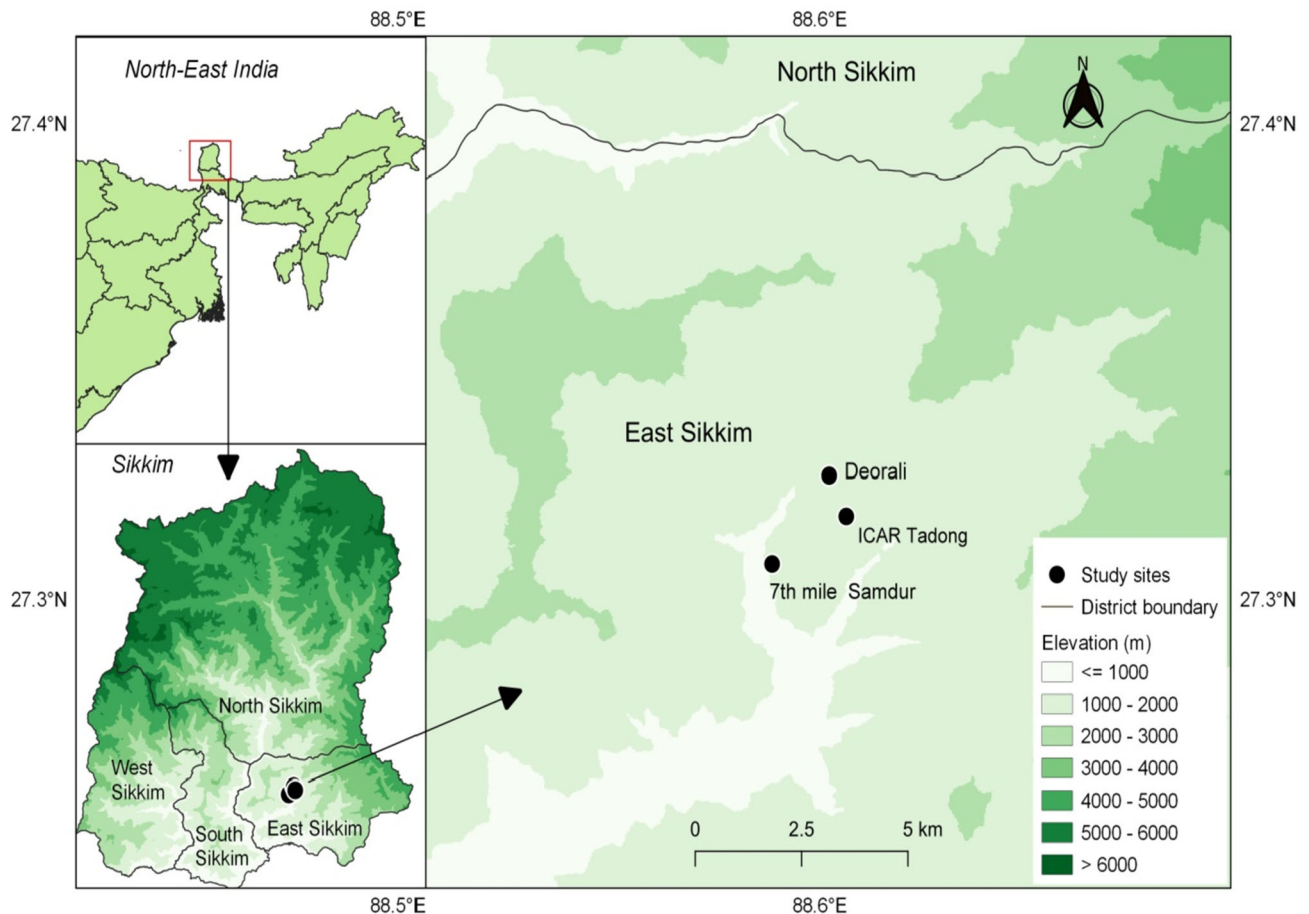 88.5°E
88.6°E
North-East India
North Sikkim
N
27.4°N
27.4°N
East Sikkim
Sikkim
Deorali
ICAR Tadong
7th mile Samdur
27.3°N
27.3°N
Study sites
District boundary
Elevation (m)
<= 1000
1000 - 2000
2000 - 3000
3000 - 4000
4000 - 5000
5000 - 6000
> 6000
North Sikkim
West
Sikkim
South
Sikkim
East Sikkim
0 2.5 5 km
88.5°E
88.6°E